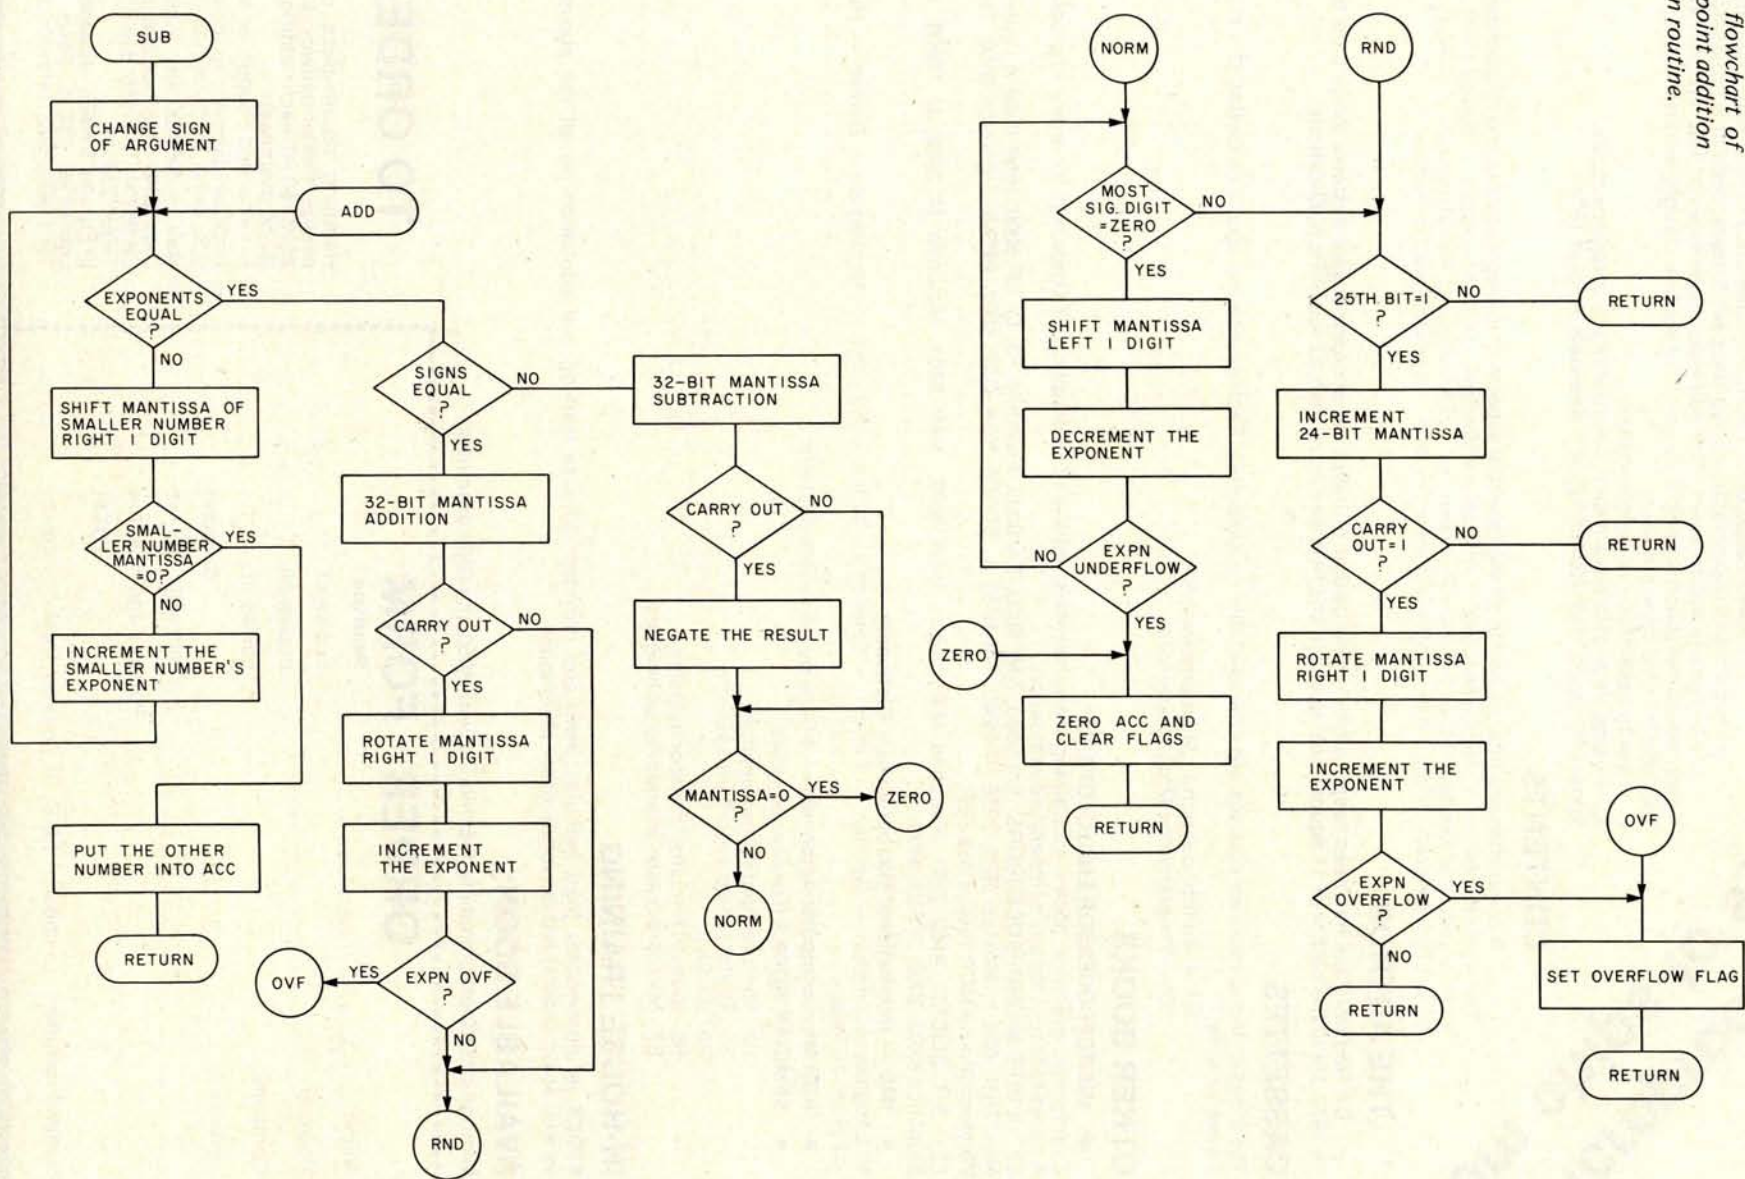 flowchart of
point addition
n routine.
SUB
CHANGE SIGN
OF ARGUMENT
ADD
EXPONENTS
EQUAL
?
YES
NO
SHIFT MANTISSA OF
SMALLER NUMBER
RIGHT 1 DIGIT
SMAL-
LER NUMBER
MANTISSA
=0?
YES
NO
INCREMENT THE
SMALLER NUMBER'S
EXPONENT
PUT THE OTHER
NUMBER INTO ACC
RETURN
SIGNS
EQUAL
?
NO
YES
32-BIT MANTISSA
ADDITION
CARRY OUT
?
NO
YES
ROTATE MANTISSA
RIGHT 1 DIGIT
INCREMENT
THE EXPONENT
EXPN OVF
?
YES
OVF
NO
RND
32-BIT MANTISSA
SUBTRACTION
CARRY OUT
?
NO
YES
NEGATE THE RESULT
MANTISSA=0
?
YES
ZERO
NO
NORM
NORM
MOST
SIG. DIGIT
=ZERO
?
NO
YES
SHIFT MANTISSA
LEFT 1 DIGIT
DECREMENT THE
EXPONENT
EXPN
UNDERFLOW
?
NO
YES
ZERO
ZERO ACC AND
CLEAR FLAGS
RETURN
RND
25TH. BIT=1
?
NO
RETURN
YES
INCREMENT
24-BIT MANTISSA
CARRY
OUT=1
?
NO
RETURN
YES
ROTATE MANTISSA
RIGHT 1 DIGIT
INCREMENT THE
EXPONENT
EXPN
OVERFLOW
?
YES
NO
RETURN
OVF
SET OVERFLOW FLAG
RETURN